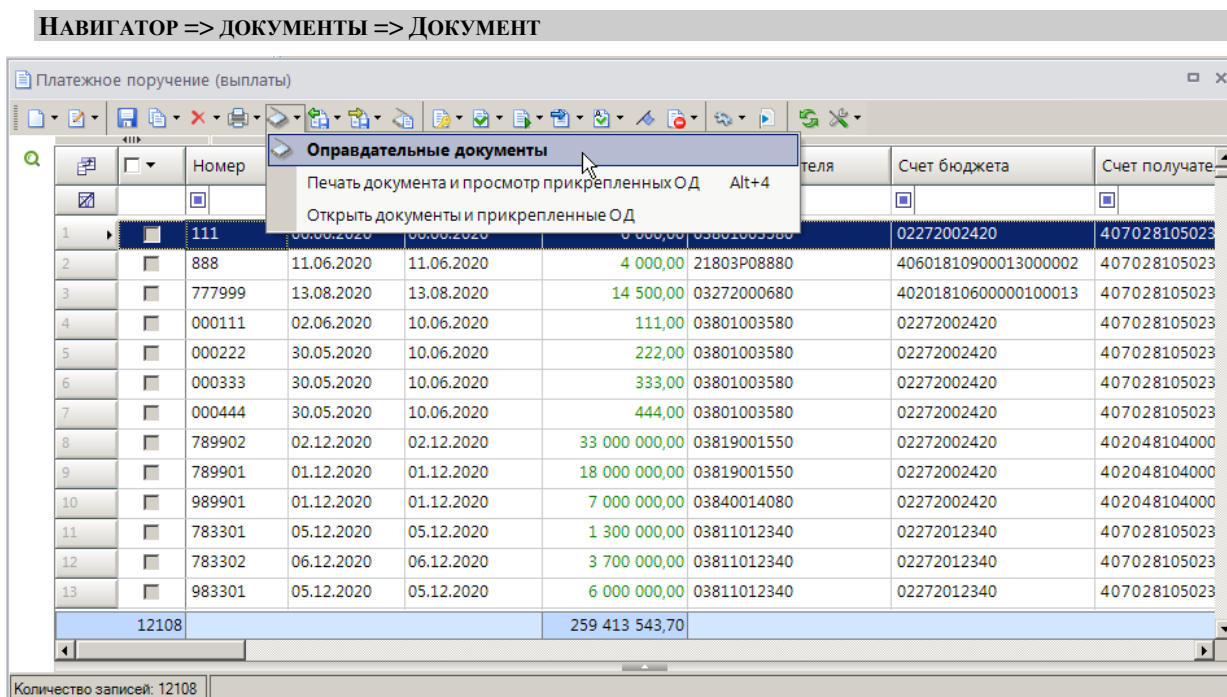 НАВИГАТОР => ДОКУМЕНТЫ => ДОКУМЕНТ
Платежное поручение (выплаты)
Оправдательные документы
Печать документа и просмотр прикрепленных ОД Alt+4
Открыть документы и прикрепленные ОД
Номер теля Счет бюджета Счет получате
1 111 02272002420 407028105023
2 888 11.06.2020 11.06.2020 4 000,00 21803Р08880 40601810900013000002 407028105023
3 777999 13.08.2020 13.08.2020 14 500,00 03272000680 40201810600000100013 407028105023
4 000111 02.06.2020 10.06.2020 111,00 03801003580 02272002420 407028105023
5 000222 30.05.2020 10.06.2020 222,00 03801003580 02272002420 407028105023
6 000333 30.05.2020 10.06.2020 333,00 03801003580 02272002420 407028105023
7 000444 30.05.2020 10.06.2020 444,00 03801003580 02272002420 407028105023
8 789902 02.12.2020 02.12.2020 33 000 000,00 03819001550 02272002420 402048104000
9 789901 01.12.2020 01.12.2020 18 000 000,00 03819001550 02272002420 402048104000
10 989901 01.12.2020 01.12.2020 7 000 000,00 03840014080 02272002420 402048104000
11 783301 05.12.2020 05.12.2020 1 300 000,00 03811012340 02272012340 407028105023
12 783302 06.12.2020 06.12.2020 3 700 000,00 03811012340 02272012340 407028105023
13 983301 05.12.2020 05.12.2020 6 000 000,00 03811012340 02272012340 407028105023
12108 259 413 543,70
Количество записей: 12108